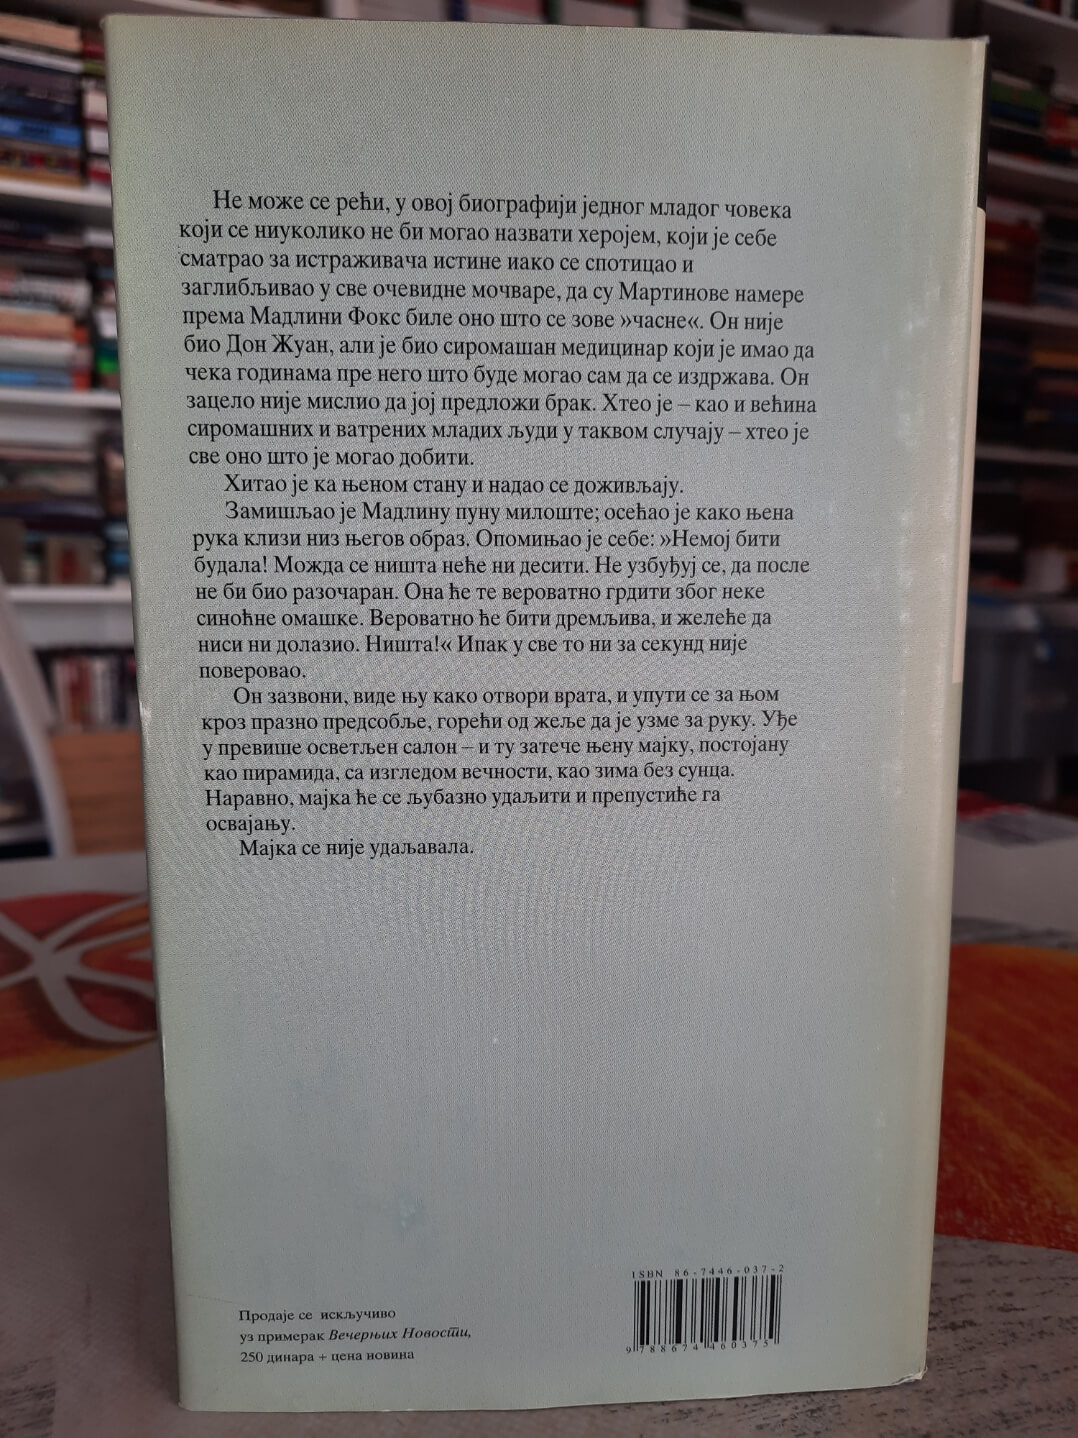 Не може се рећи, у овој биографији једног младог човека
који се ниуколико не би могао назвати херојем, који је себе
сматрао за истраживача истине иако се спотицао и
заглибљивао у све очевидне мочваре, да су Мартинове намере
према Мадлини Фокс биле оно што се зове »часне«. Он није
био Дон Жуан, али је био сиромашан медицинар који је имао да
чека годинама пре него што буде могао сам да се издржава. Он
зацело није мислио да јој предложи брак. Хтео је – као и већина
сиромашних и ватрених младих људи у таквом случају – хтео је
све оно што је могао добити.
Хитао је ка њеном стану и надао се доживљају.
Замишљао је Мадлину пуну милоште; осећао је како њена
рука клизи низ његов образ. Опомињао је себе: »Немој бити
будала! Можда се ништа неће ни десити. Не узбуђуј се, да после
не би био разочаран. Она ће те вероватно грдити због неке
синоћне омашке. Вероватно ће бити дремљива, и желеће да
ниси ни долазио. Ништа!« Ипак у све то ни за секунд није
поверовао.
Он зазвони, виде њу како отвори врата, и упути се за њом
кроз празно предсобље, горећи од жеље да је узме за руку. Уђе
у превише осветљен салон – и ту затече њену мајку, постојану
као пирамида, са изгледом вечности, као зима без сунца.
Наравно, мајка ће се љубазно удаљити и препустиће га
освајању.
Мајка се није удаљавала.
Продаје се искључиво
уз примерак Вечерњих Новости,
250 динара + цена новина
ISBN 86-7446-037-2
9 788674 460375